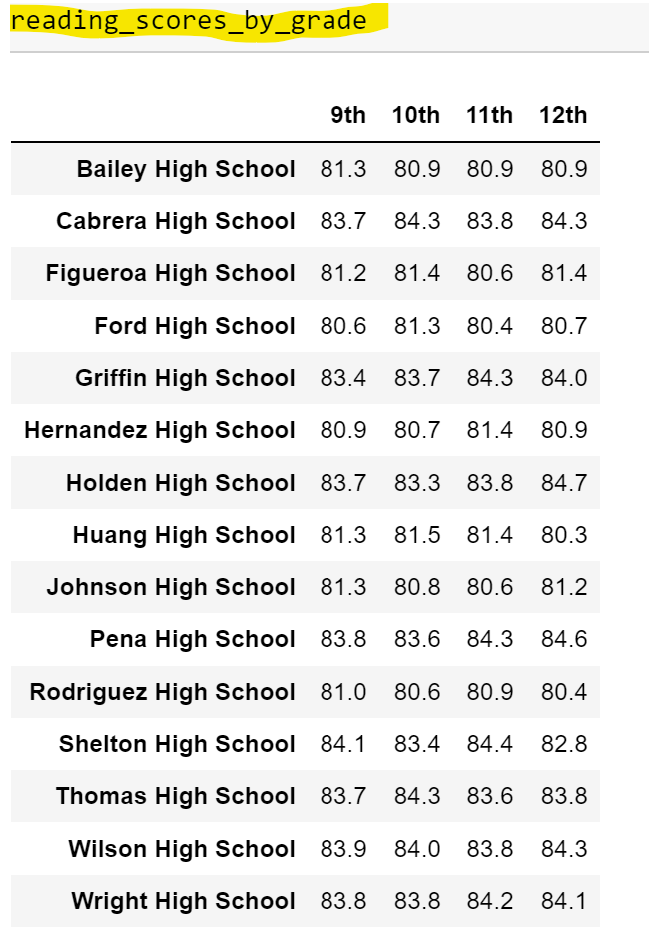 reading_scores_by_grade
9th 10th 11th 12th
Bailey High School 81.3 80.9 80.9 80.9
Cabrera High School 83.7 84.3 83.8 84.3
Figueroa High School 81.2 81.4 80.6 81.4
Ford High School 80.6 81.3 80.4 80.7
Griffin High School 83.4 83.7 84.3 84.0
Hernandez High School 80.9 80.7 81.4 80.9
Holden High School 83.7 83.3 83.8 84.7
Huang High School 81.3 81.5 81.4 80.3
Johnson High School 81.3 80.8 80.6 81.2
Pena High School 83.8 83.6 84.3 84.6
Rodriguez High School 81.0 80.6 80.9 80.4
Shelton High School 84.1 83.4 84.4 82.8
Thomas High School 83.7 84.3 83.6 83.8
Wilson High School 83.9 84.0 83.8 84.3
Wright High School 83.8 83.8 84.2 84.1